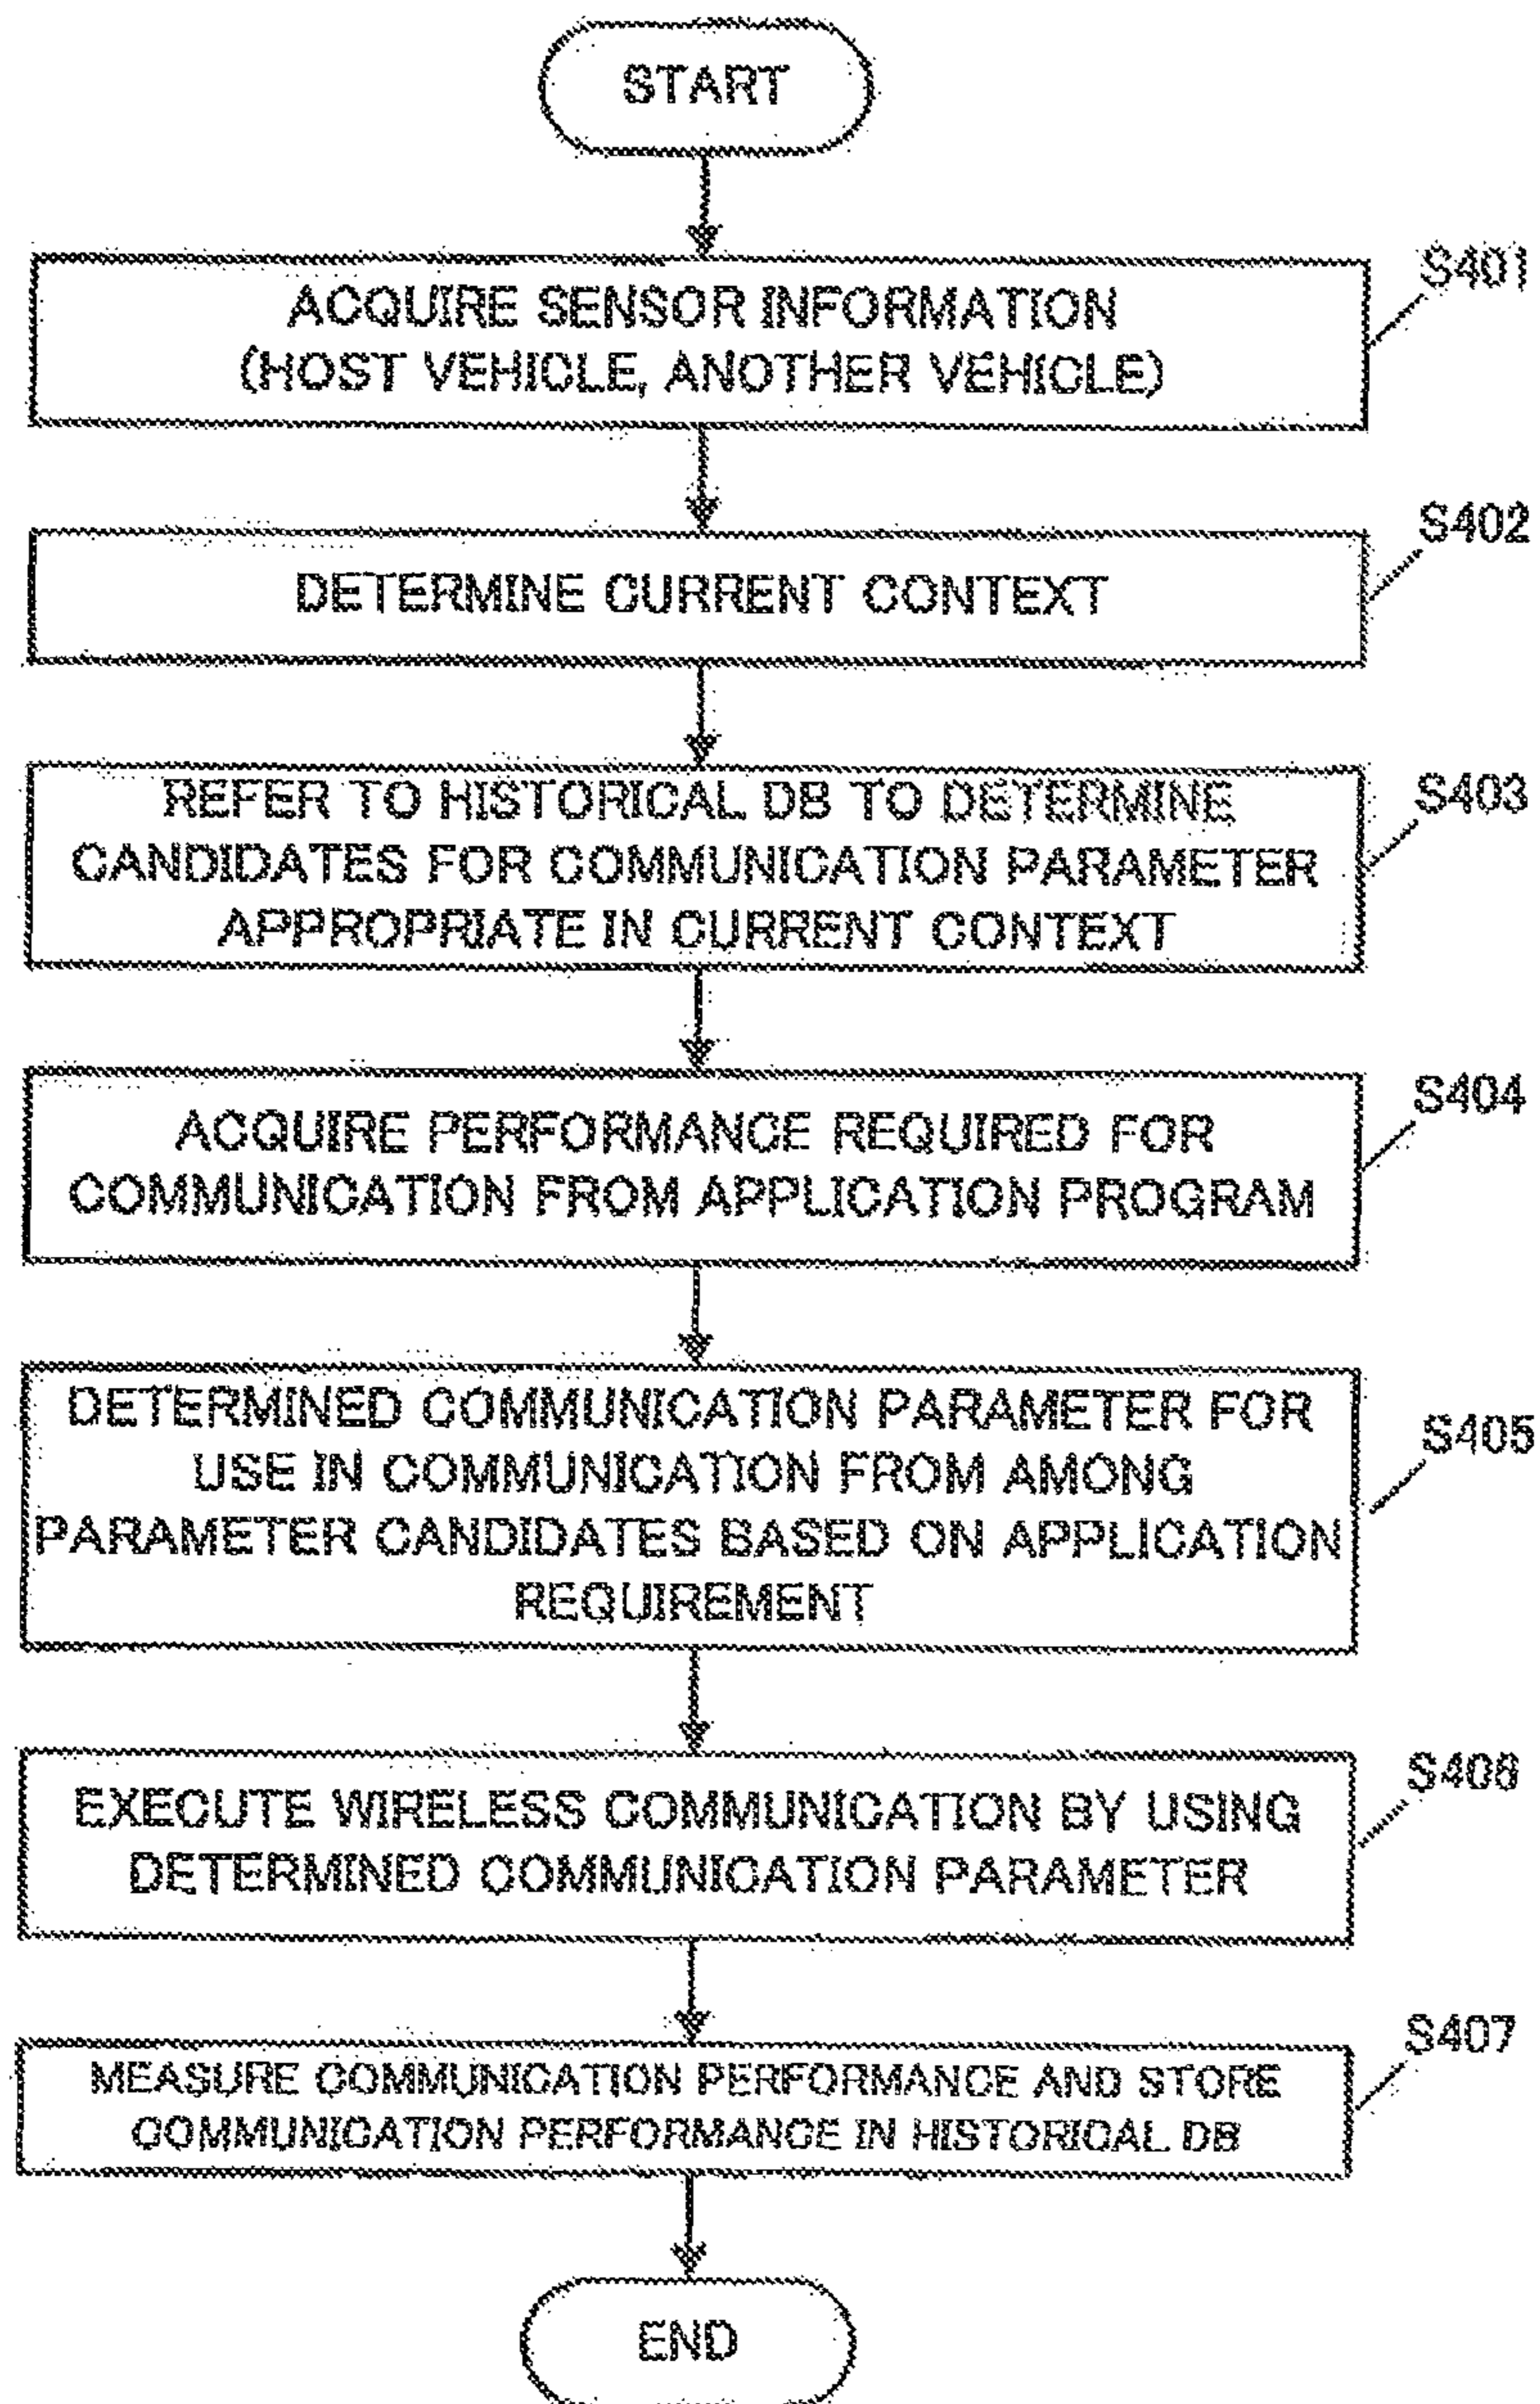 START
ACQUIRE SENSOR INFORMATION
(HOST VEHICLE, ANOTHER VEHICLE)
S401
DETERMINE CURRENT CONTEXT
S402
REFER TO HISTORICAL DB TO DETERMINE
CANDIDATES FOR COMMUNICATION PARAMETER
APPROPRIATE IN CURRENT CONTEXT
S403
ACQUIRE PERFORMANCE REQUIRED FOR
COMMUNICATION FROM APPLICATION PROGRAM
S404
DETERMINED COMMUNICATION PARAMETER FOR
USE IN COMMUNICATION FROM AMONG
PARAMETER CANDIDATES BASED ON APPLICATION
REQUIREMENT
S405
EXECUTE WIRELESS COMMUNICATION BY USING
DETERMINED COMMUNICATION PARAMETER
S406
MEASURE COMMUNICATION PERFORMANCE AND STORE
COMMUNICATION PERFORMANCE IN HISTORICAL DB
S407
END